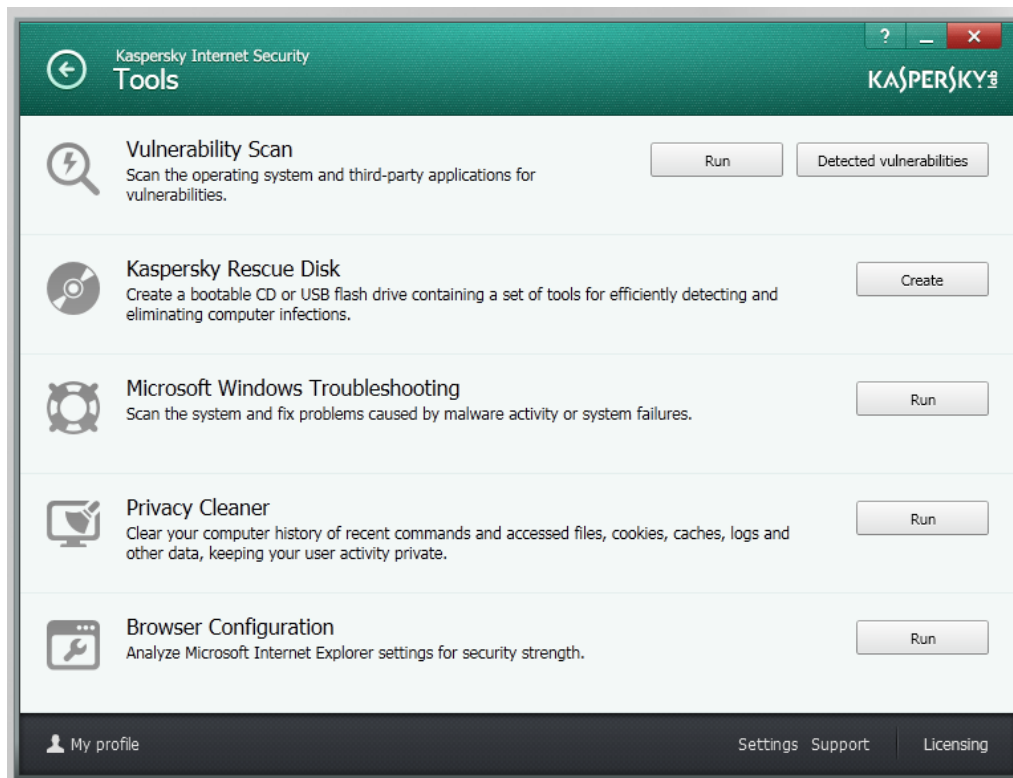 Kaspersky Internet Security
Tools
?
KASPERSKY lab
Vulnerability Scan
Scan the operating system and third-party applications for
vulnerabilities.
Run
Detected vulnerabilities
Kaspersky Rescue Disk
Create a bootable CD or USB flash drive containing a set of tools for efficiently detecting and
eliminating computer infections.
Create
Microsoft Windows Troubleshooting
Scan the system and fix problems caused by malware activity or system failures.
Run
Privacy Cleaner
Clear your computer history of recent commands and accessed files, cookies, caches, logs and
other data, keeping your user activity private.
Run
Browser Configuration
Analyze Microsoft Internet Explorer settings for security strength.
Run
My profile
Settings Support Licensing